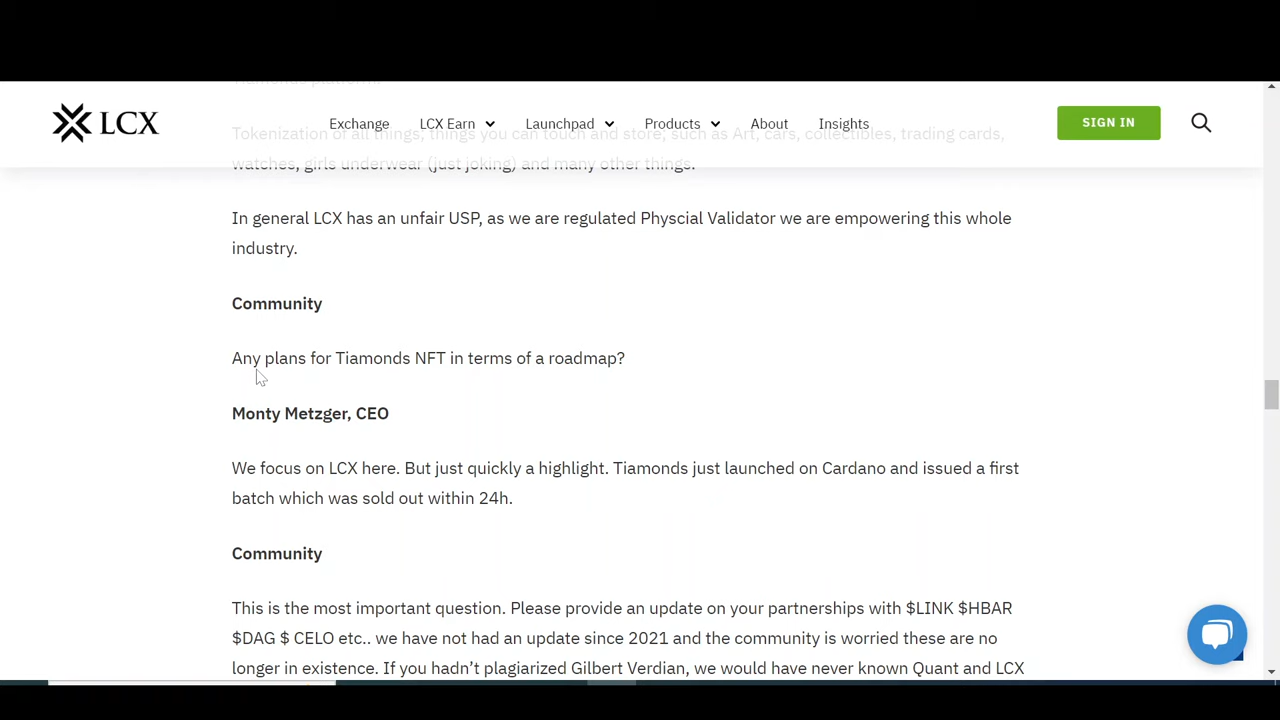 Tiamonds platform.
LCX
Exchange
LCX Earn
Launchpad
Products
About
Insights
SIGN IN
Tokenization of all things; things you can touch and store; such as Art, cars, collectibles, trading cards,
watches, girls underwear (just joking) and many other things.
In general LCX has an unfair USP, as we are regulated Physcial Validator we are empowering this whole
industry.
Community
Any plans for Tiamonds NFT in terms of a roadmap?
Monty Metzger, CEO
We focus on LCX here. But just quickly a highlight. Tiamonds just launched on Cardano and issued a first
batch which was sold out within 24h.
Community
This is the most important question. Please provide an update on your partnerships with $LINK $HBAR
$DAG $ CELO etc.. we have not had an update since 2021 and the community is worried these are no
longer in existence. If you hadn’t plagiarized Gilbert Verdian, we would have never known Quant and LCX